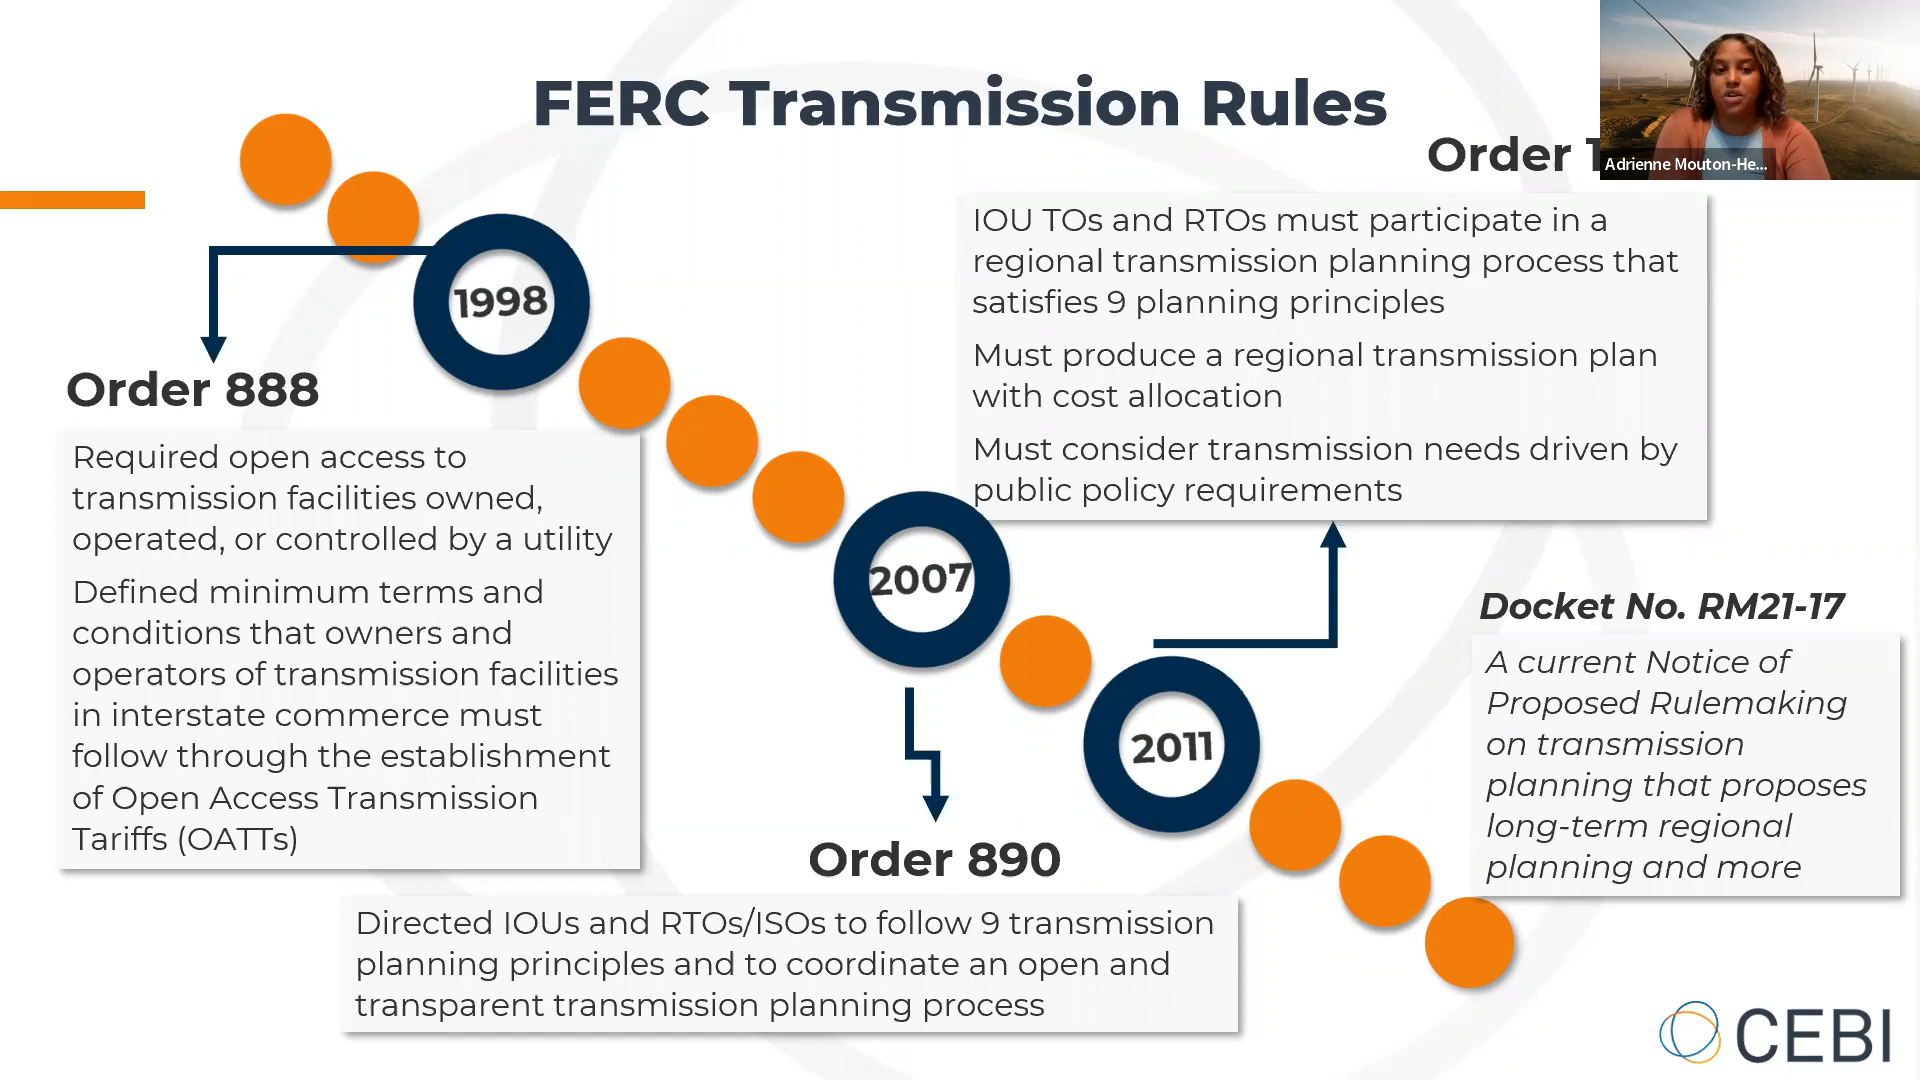 FERC Transmission Rules
Adrienne Mouton-He...
1998
Order 888
Required open access to
transmission facilities owned,
operated, or controlled by a utility
Defined minimum terms and
conditions that owners and
operators of transmission facilities
in interstate commerce must
follow through the establishment
of Open Access Transmission
Tariffs (OATTs)
2007
Order 890
Directed IOUs and RTOs/ISOs to follow 9 transmission
planning principles and to coordinate an open and
transparent transmission planning process
2011
Order
IOU TOs and RTOs must participate in a
regional transmission planning process that
satisfies 9 planning principles
Must produce a regional transmission plan
with cost allocation
Must consider transmission needs driven by
public policy requirements
Docket No. RM21-17
A current Notice of
Proposed Rulemaking
on transmission
planning that proposes
long-term regional
planning and more
CEBI